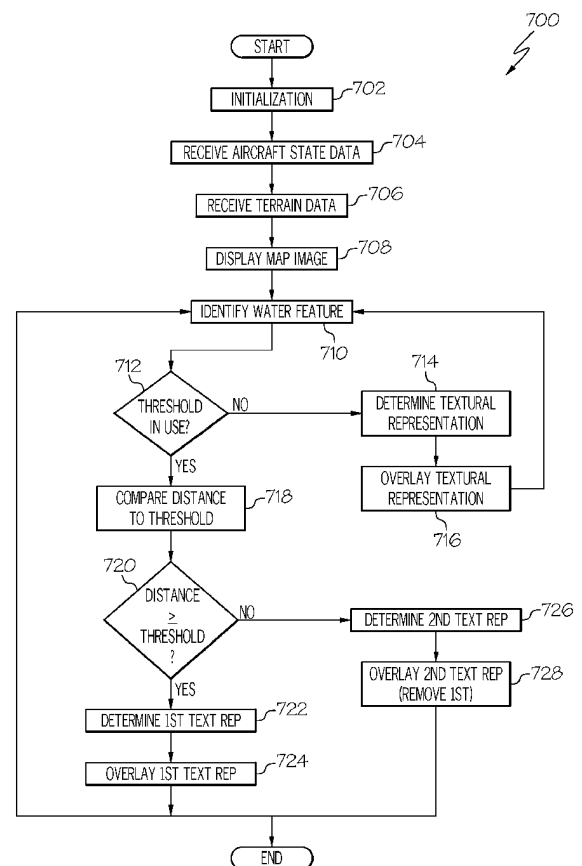 700
START
INITIALIZATION
702
RECEIVE AIRCRAFT STATE DATA
704
RECEIVE TERRAIN DATA
706
DISPLAY MAP IMAGE
708
IDENTIFY WATER FEATURE
710
712
THRESHOLD
IN USE?
NO
YES
714
DETERMINE TEXTURAL
REPRESENTATION
OVERLAY TEXTURAL
REPRESENTATION
716
COMPARE DISTANCE
TO THRESHOLD
718
720
DISTANCE
≥
THRESHOLD
?
NO
YES
DETERMINE 2ND TEXT REP
726
OVERLAY 2ND TEXT REP
(REMOVE 1ST)
728
DETERMINE 1ST TEXT REP
722
OVERLAY 1ST TEXT REP
724
END